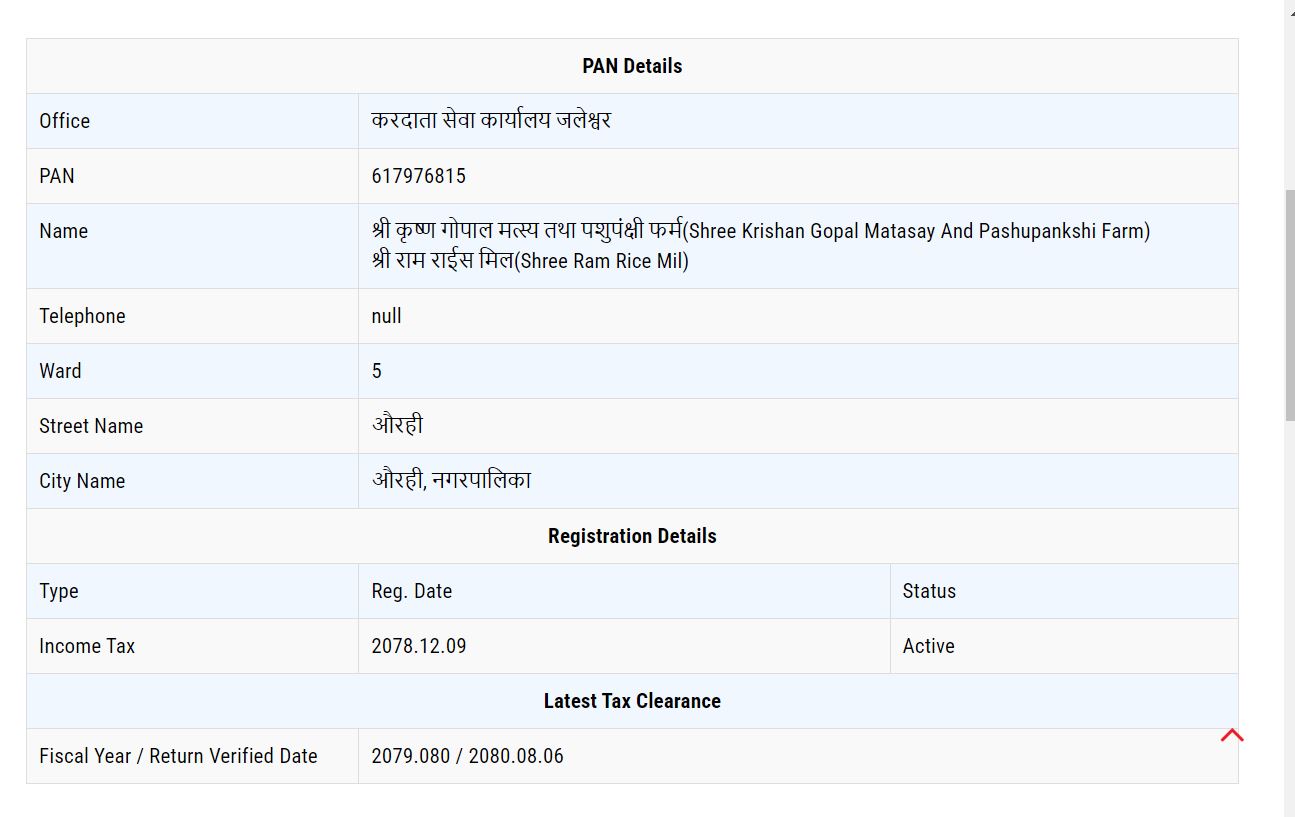 PAN Details
Office करदाता सेवा कार्यालय जलेश्वर
PAN 617976815
Name श्री कृष्ण गोपाल मत्स्य तथा पशुपंक्षी फर्म(Shree Krishan Gopal Matasay And Pashupankshi Farm)
श्री राम राईस मिल(Shree Ram Rice Mil)
Telephone null
Ward 5
Street Name औरही
City Name औरही, नगरपालिका
Registration Details
Type Reg. Date Status
Income Tax 2078.12.09 Active
Latest Tax Clearance
Fiscal Year / Return Verified Date 2079.080 / 2080.08.06